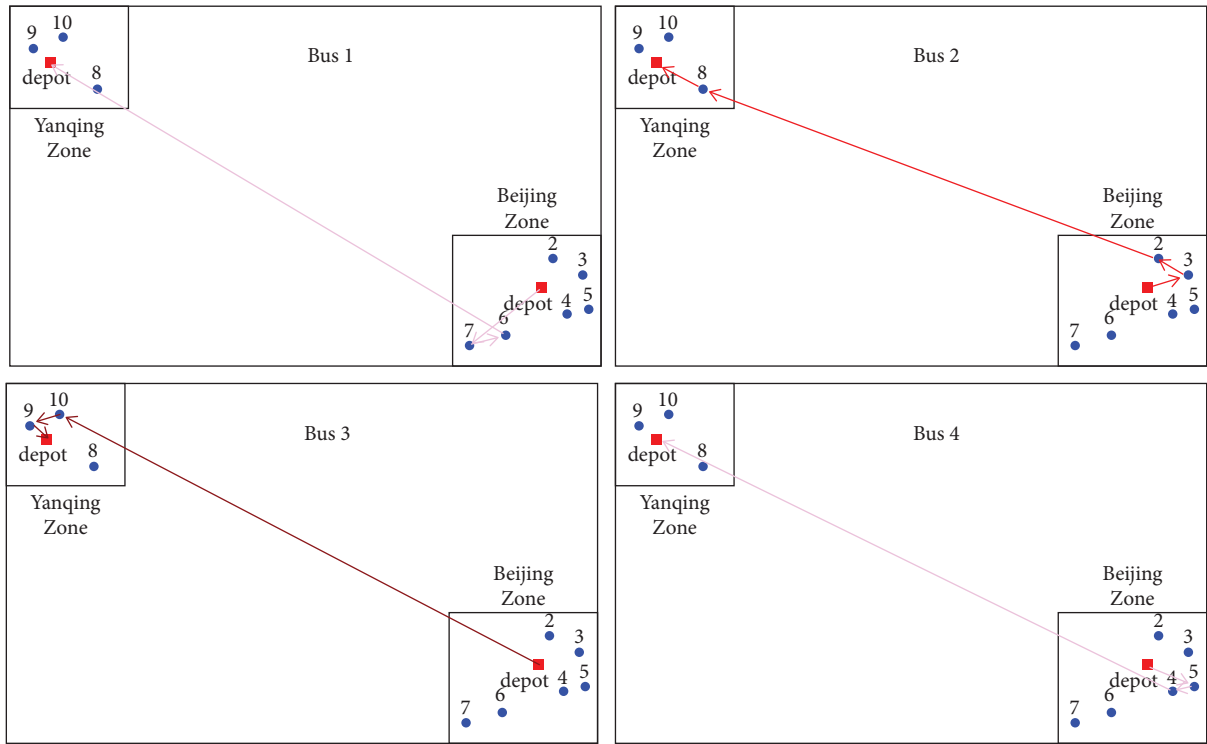 10
9
Bus 1
depot
8
Yanqing
Zone
Beijing
Zone
2
3
depot
4
5
6
7
10
9
Bus 2
depot
8
Yanqing
Zone
Beijing
Zone
2
3
depot
4
5
6
7
10
9
Bus 3
depot
8
Yanqing
Zone
Beijing
Zone
2
3
depot
4
5
6
7
10
9
Bus 4
depot
8
Yanqing
Zone
Beijing
Zone
2
3
depot
4
5
6
7